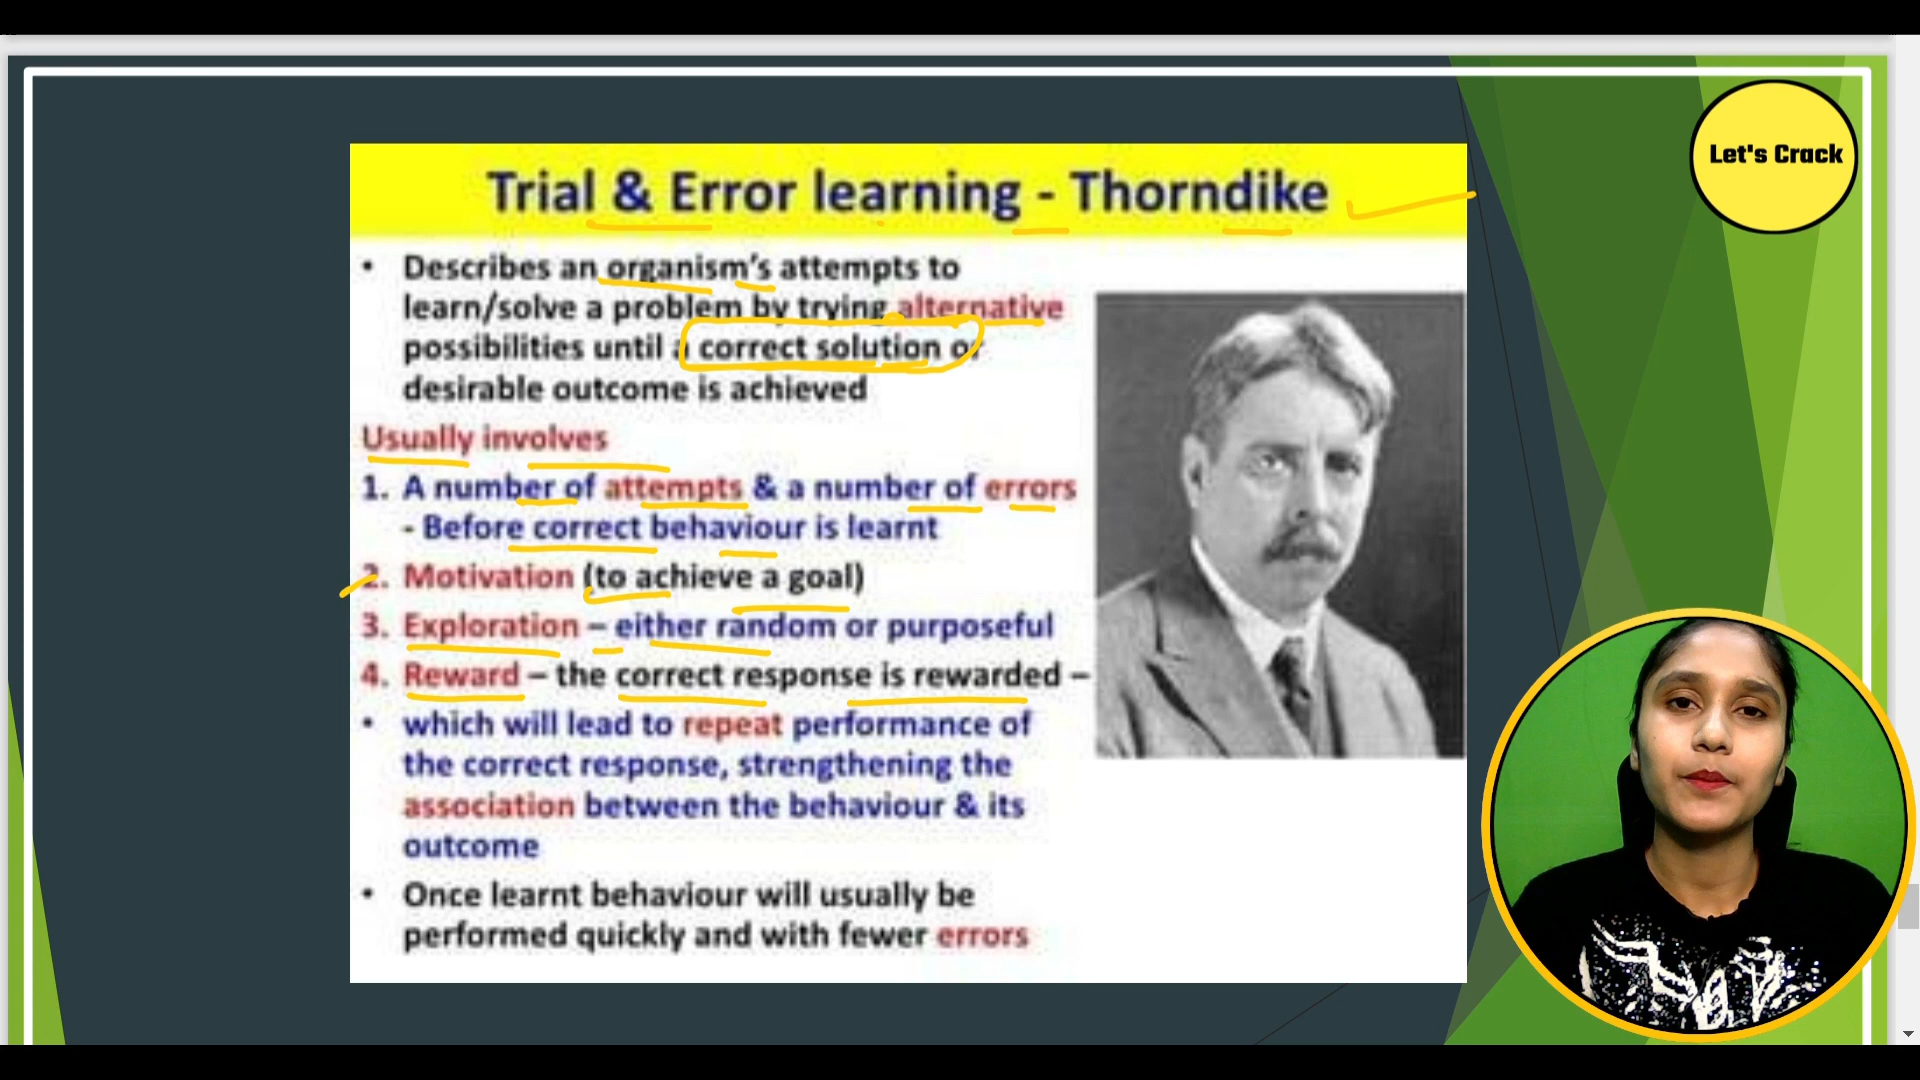 Let's Crack
Trial & Error learning - Thorndike
• Describes an organism's attempts to
learn/solve a problem by trying alternative
possibilities until a correct solution or
desirable outcome is achieved
Usually involves
1. A number of attempts & a number of errors
- Before correct behaviour is learnt
2. Motivation (to achieve a goal)
3. Exploration – either random or purposeful
4. Reward – the correct response is rewarded –
• which will lead to repeat performance of
the correct response, strengthening the
association between the behaviour & its
outcome
• Once learnt behaviour will usually be
performed quickly and with fewer errors